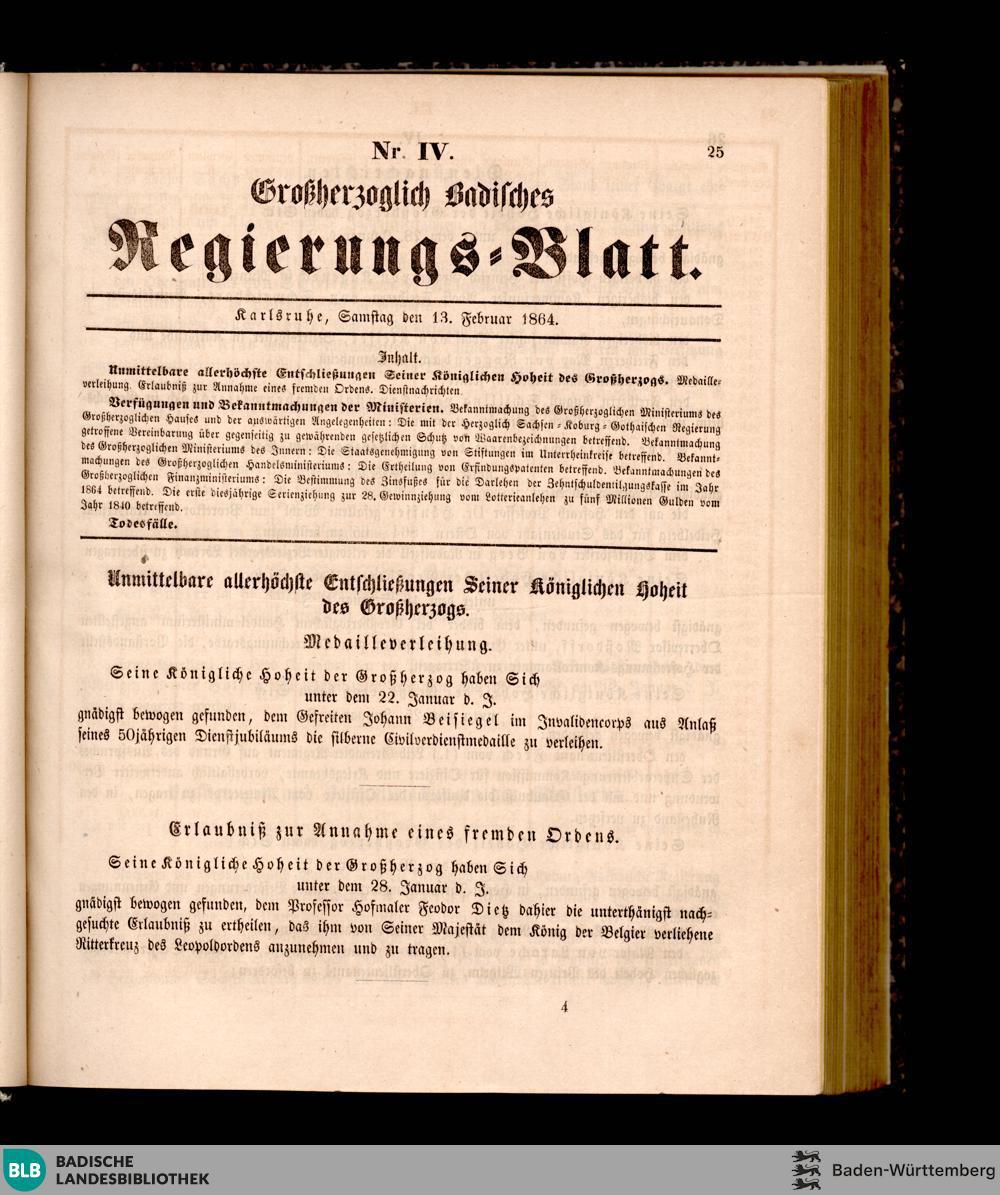 Nr. IV.
25
Großherzoglich Badisches
Regierungs-Blatt.
Karlsruhe, Samstag den 13. Februar 1864.
Inhalt.
Unmittelbare allerhöchste Entschließungen Seiner Königlichen Hoheit des Großherzogs. Medaille-
verleihung. Erlaubniß zur Annahme eines fremden Ordens. Dienstnachrichten.
Verfügungen und Bekanntmachungen der Ministerien. Bekanntmachung des Großherzoglichen Ministeriums des
Großherzoglichen Hauses und der auswärtigen Angelegenheiten: Die mit der Herzoglich Sachsen-Koburg-Gothaischen Regierung
getroffene Vereinbarung über gegenseitig zu gewährenden gesetzlichen Schutz von Waarenbezeichnungen betreffend. Bekanntmachung
des Großherzoglichen Ministeriums des Innern: Die Staatsgenehmigung von Stiftungen im Unterrheinkreise betreffend. Bekannt-
machungen des Großherzoglichen Handelsministeriums: Die Ertheilung von Erfindungspatenten betreffend. Bekanntmachungen des
Großherzoglichen Finanzministeriums: Die Bestimmung des Zinsfußes für die Darlehen der Zehntschuldentilgungskasse im Jahr
1864 betreffend. Die erste diesjährige Serienziehung zur 28. Gewinnziehung vom Lotterieanlehen zu fünf Millionen Gulden vom
Jahr 1840 betreffend.
Todesfälle.
Unmittelbare allerhöchste Entschließungen Seiner Königlichen Hoheit
des Großherzogs.
Medailleverleihung.
Seine Königliche Hoheit der Großherzog haben Sich
unter dem 22. Januar d. J.
gnädigst bewogen gefunden, dem Gefreiten Johann Beisiegel im Invalidencorps aus Anlaß
seines 50jährigen Dienstjubiläums die silberne Civilverdienstmedaille zu verleihen.
Erlaubniß zur Annahme eines fremden Ordens.
Seine Königliche Hoheit der Großherzog haben Sich
unter dem 28. Januar d. J.
gnädigst bewogen gefunden, dem Professor Hofmaler Feodor Dietz dahier die unterthänigst nach-
gesuchte Erlaubniß zu ertheilen, das ihm von Seiner Majestät dem König der Belgier verliehene
Ritterkreuz des Leopoldordens anzunehmen und zu tragen.
4
BLB
BADISCHE
LANDESBIBLIOTHEK
Baden-Württemberg